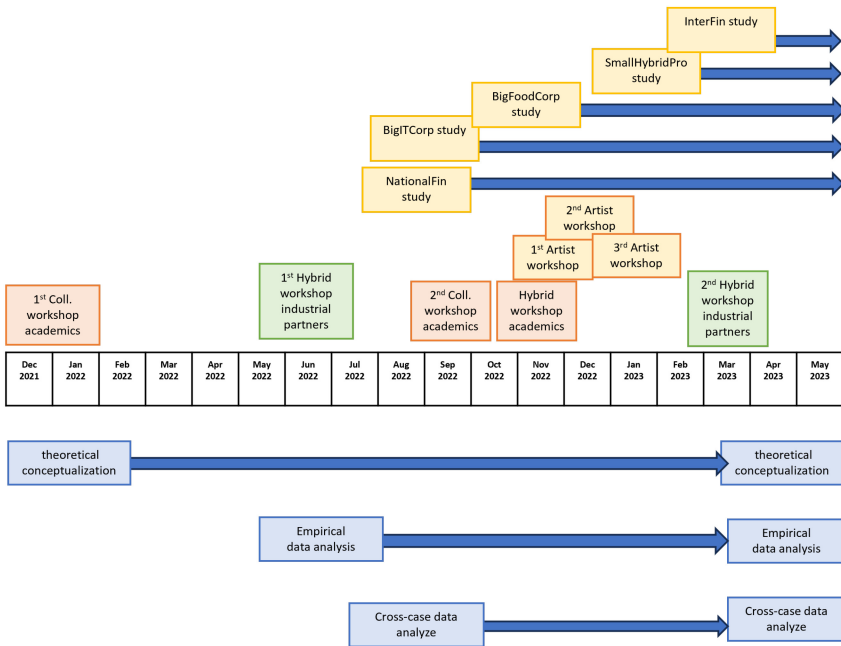 InterFin study
SmallHybridPro
study
BigFoodCorp
study
BigITCorp study
NationalFin
study
2nd Artist
workshop
1st Artist
workshop
3rd Artist
workshop
1st Coll.
workshop
academics
1st Hybrid
workshop
industrial
partners
2nd Coll.
workshop
academics
Hybrid
workshop
academics
2nd Hybrid
workshop
industrial
partners
Dec
2021
Jan
2022
Feb
2022
Mar
2022
Apr
2022
May
2022
Jun
2022
Jul
2022
Aug
2022
Sep
2022
Oct
2022
Nov
2022
Dec
2022
Jan
2023
Feb
2023
Mar
2023
Apr
2023
May
2023
theoretical
conceptualization
theoretical
conceptualization
Empirical
data analysis
Empirical
data analysis
Cross-case data
analyze
Cross-case data
analyze